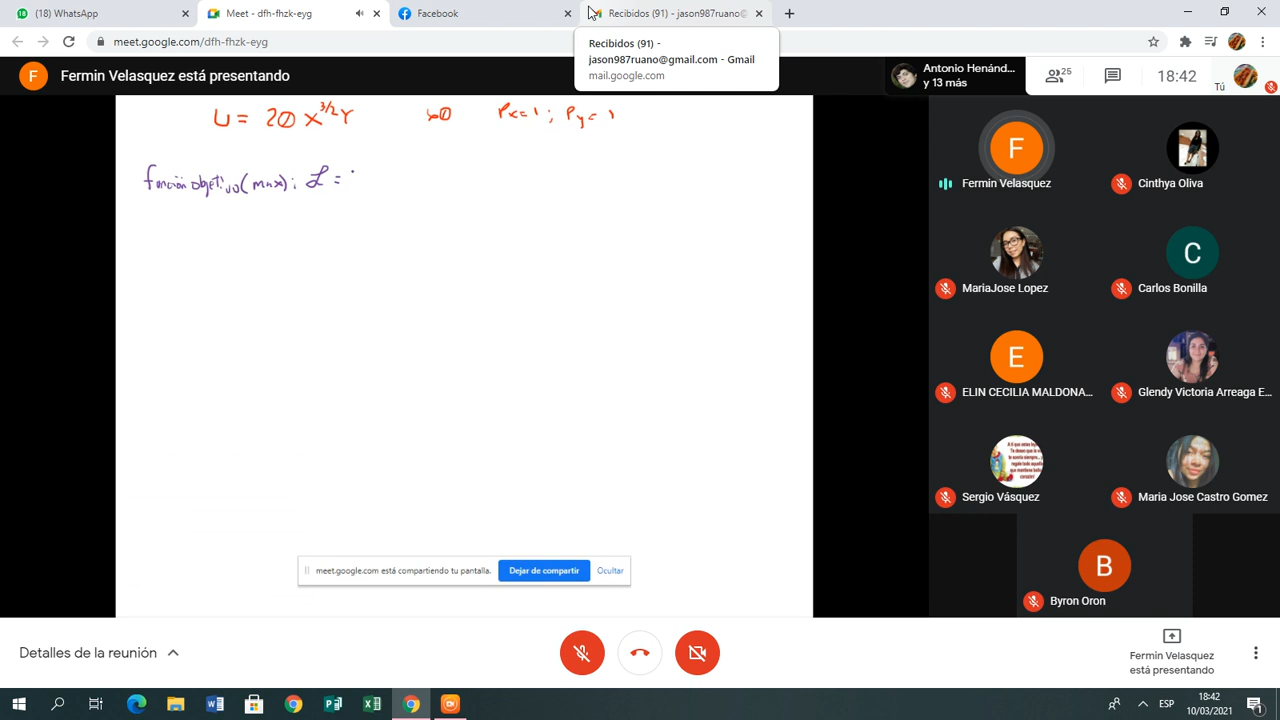 (18) WhatsApp
Meet - dfh-fhzk-eyg
Facebook
Recibidos (91) - jason987ruano@
meet.google.com/dfh-fhzk-eyg
Recibidos (91) -
jason987ruano@gmail.com - Gmail
mail.google.com
F
Fermin Velasquez está presentando
Antonio Henánd...
y 13 más
25
18:42
Tú
U = 20 X^3/2 Y
60
Px=1 ; Py=1
función objetivo(max): ℒ =
F
Fermin Velasquez
Cinthya Oliva
MariaJose Lopez
C
Carlos Bonilla
E
ELIN CECILIA MALDONA...
Glendy Victoria Arreaga E...
Sergio Vásquez
Maria Jose Castro Gomez
B
Byron Oron
meet.google.com está compartiendo tu pantalla.
Dejar de compartir
Ocultar
Detalles de la reunión
Fermin Velasquez
está presentando
ESP
18:42
10/03/2021
1